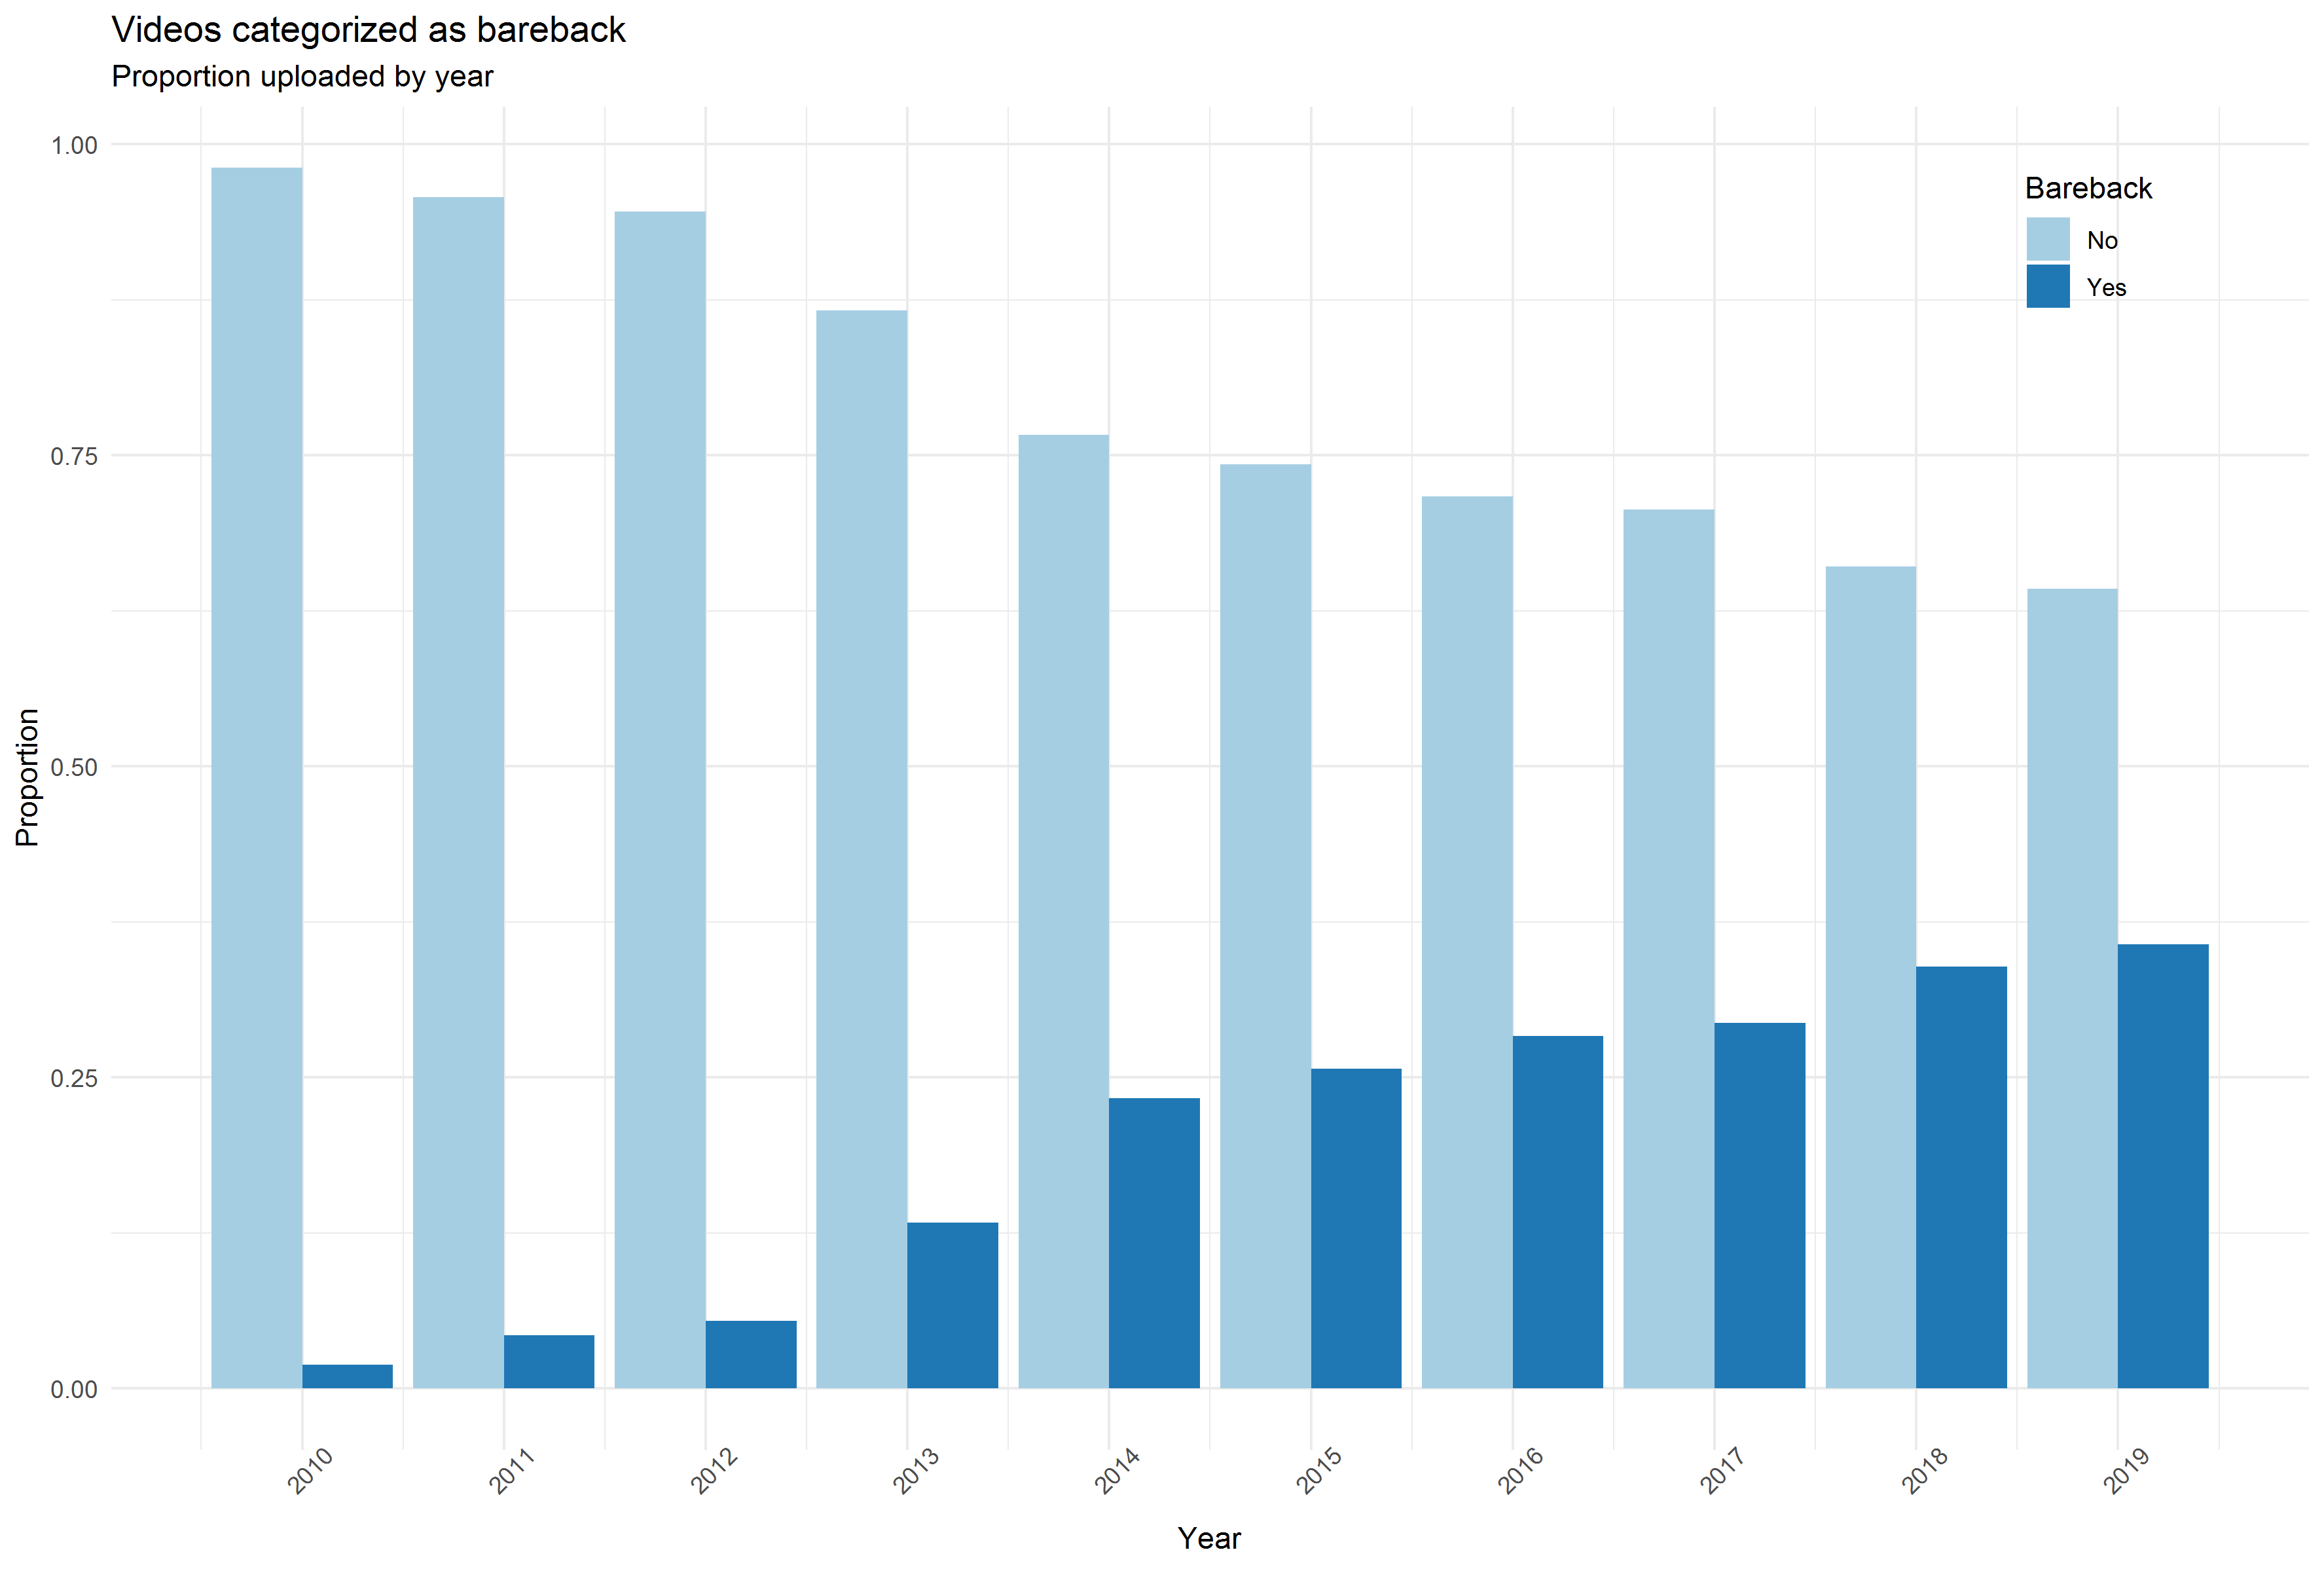 Videos categorized as bareback
Proportion uploaded by year
1.00
0.75
0.50
0.25
0.00
Proportion
Bareback
No
Yes
2010
2011
2012
2013
2014
2015
2016
2017
2018
2019
Year